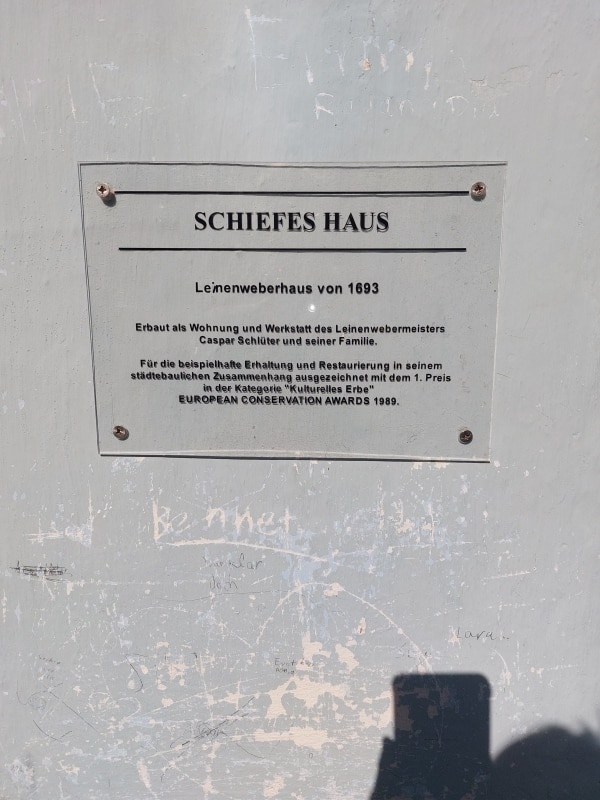 SCHIEFES HAUS
Leinenweberhaus von 1693
Erbaut als Wohnung und Werkstatt des Leinenwebermeisters
Caspar Schlüter und seiner Familie.
Für die beispielhafte Erhaltung und Restaurierung in seinem
städtebaulichen Zusammenhang ausgezeichnet mit dem 1. Preis
in der Kategorie "Kulturelles Erbe"
EUROPEAN CONSERVATION AWARDS 1989.
Bennet
Lara